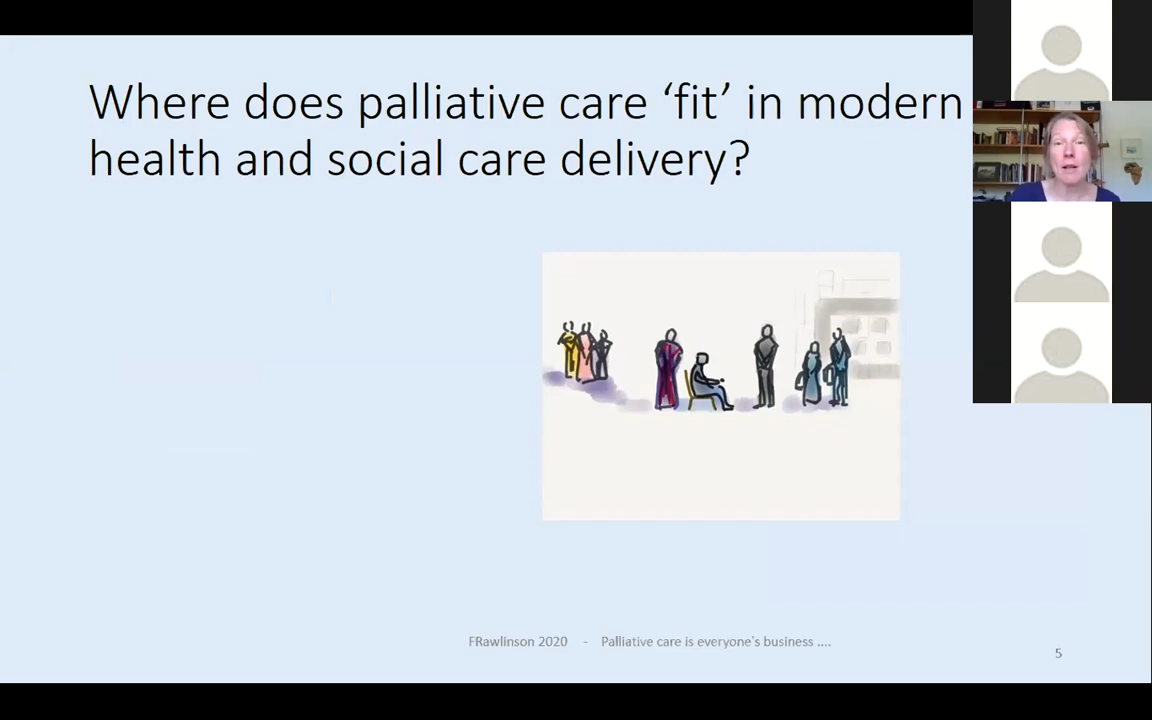 Where does palliative care ‘fit’ in modern
health and social care delivery?
FRawlinson 2020 - Palliative care is everyone's business ....
5